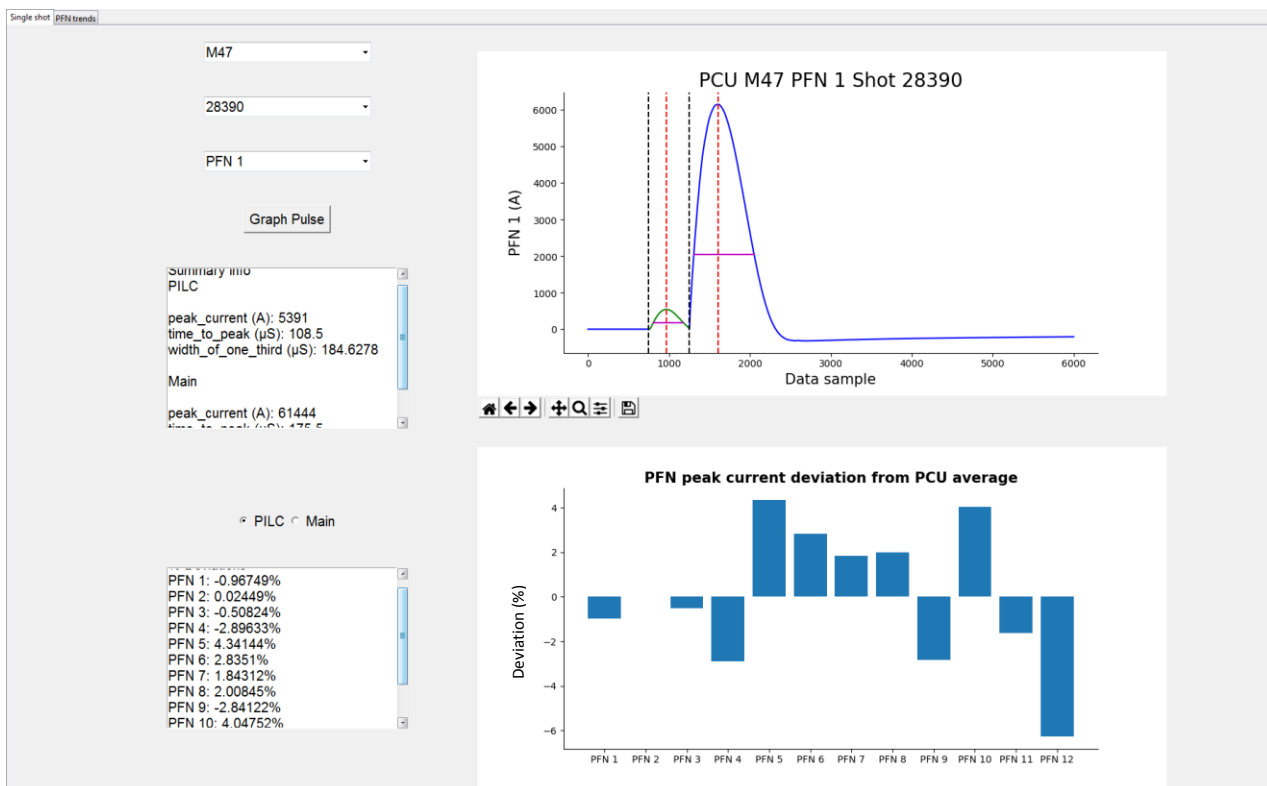 Single shot PFN trends
M47
28390
PFN 1
Graph Pulse
Summary info
PILC
peak_current (A): 5391
time_to_peak (µS): 108.5
width_of_one_third (µS): 184.6278
Main
peak_current (A): 61444
time_to_peak (µS): 175.5
PILC Main
% Deviations
PFN 1: -0.96749%
PFN 2: 0.02449%
PFN 3: -0.50824%
PFN 4: -2.89633%
PFN 5: 4.34144%
PFN 6: 2.8351%
PFN 7: 1.84312%
PFN 8: 2.00845%
PFN 9: -2.84122%
PFN 10: 4.04752%
PCU M47 PFN 1 Shot 28390
PFN 1 (A)
6000
5000
4000
3000
2000
1000
0
0 1000 2000 3000 4000 5000 6000
Data sample
PFN peak current deviation from PCU average
Deviation (%)
4
2
0
−2
−4
−6
PFN 1 PFN 2 PFN 3 PFN 4 PFN 5 PFN 6 PFN 7 PFN 8 PFN 9 PFN 10 PFN 11 PFN 12